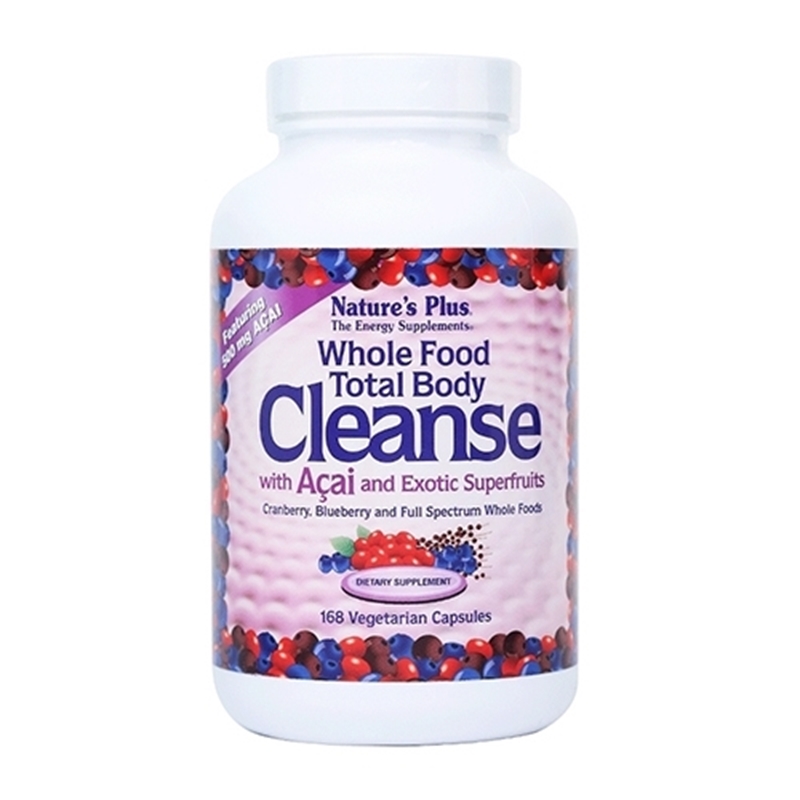 Featuring
500 mg AÇAI
Nature's Plus®
The Energy Supplements®
Whole Food
Total Body
Cleanse
with Açai and Exotic Superfruits
Cranberry, Blueberry and Full Spectrum Whole Foods
DIETARY SUPPLEMENT
168 Vegetarian Capsules